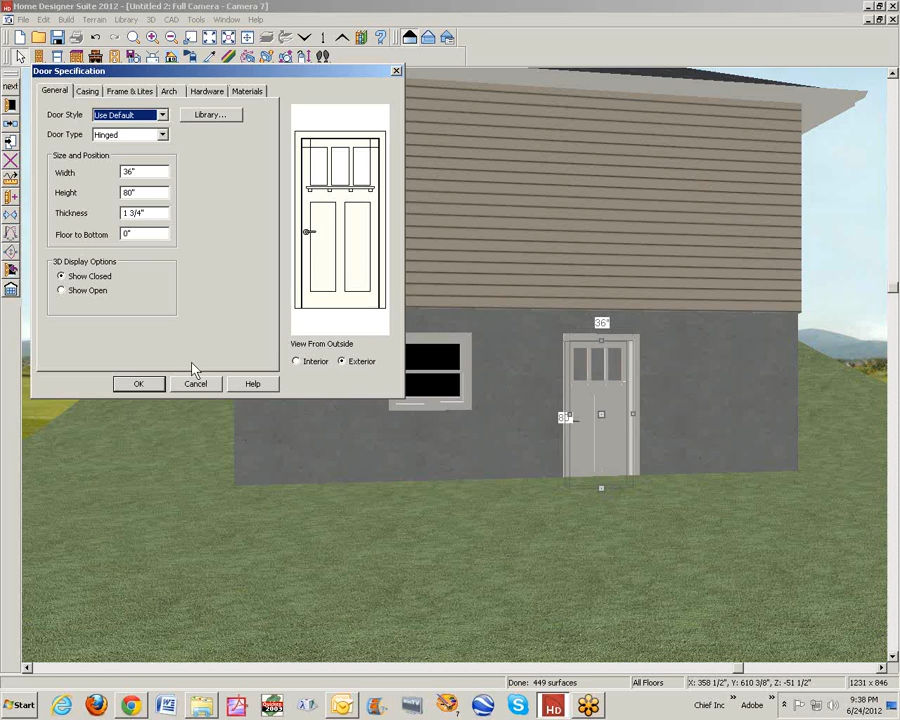 Home Designer Suite 2012 - [Untitled 2: Full Camera - Camera 7]
File Edit Build Terrain Library 3D CAD Tools Window Help
next
Door Specification
General Casing Frame & Lites Arch Hardware Materials
Door Style Use Default Library...
Door Type Hinged
Size and Position
Width 36"
Height 80"
Thickness 1 3/4"
Floor to Bottom 0"
3D Display Options
Show Closed
Show Open
View From Outside
Interior Exterior
OK Cancel Help
36"
80"
Done: 449 surfaces All Floors X: 358 1/2", Y: 610 3/8", Z: -51 1/2" 1231 x 846
Start Chief Inc » Adobe » 9:38 PM
6/24/2012